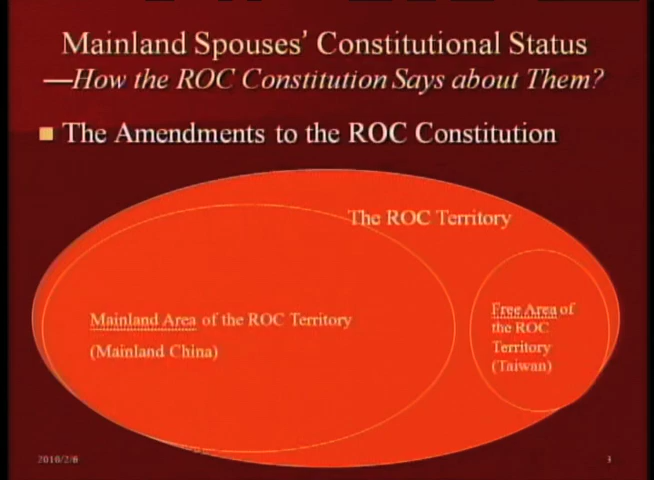 Mainland Spouses' Constitutional Status
—How the ROC Constitution Says about Them?
The Amendments to the ROC Constitution
The ROC Territory
Mainland Area of the ROC Territory
(Mainland China)
Free Area of
the ROC
Territory
(Taiwan)
2010/2/6
3